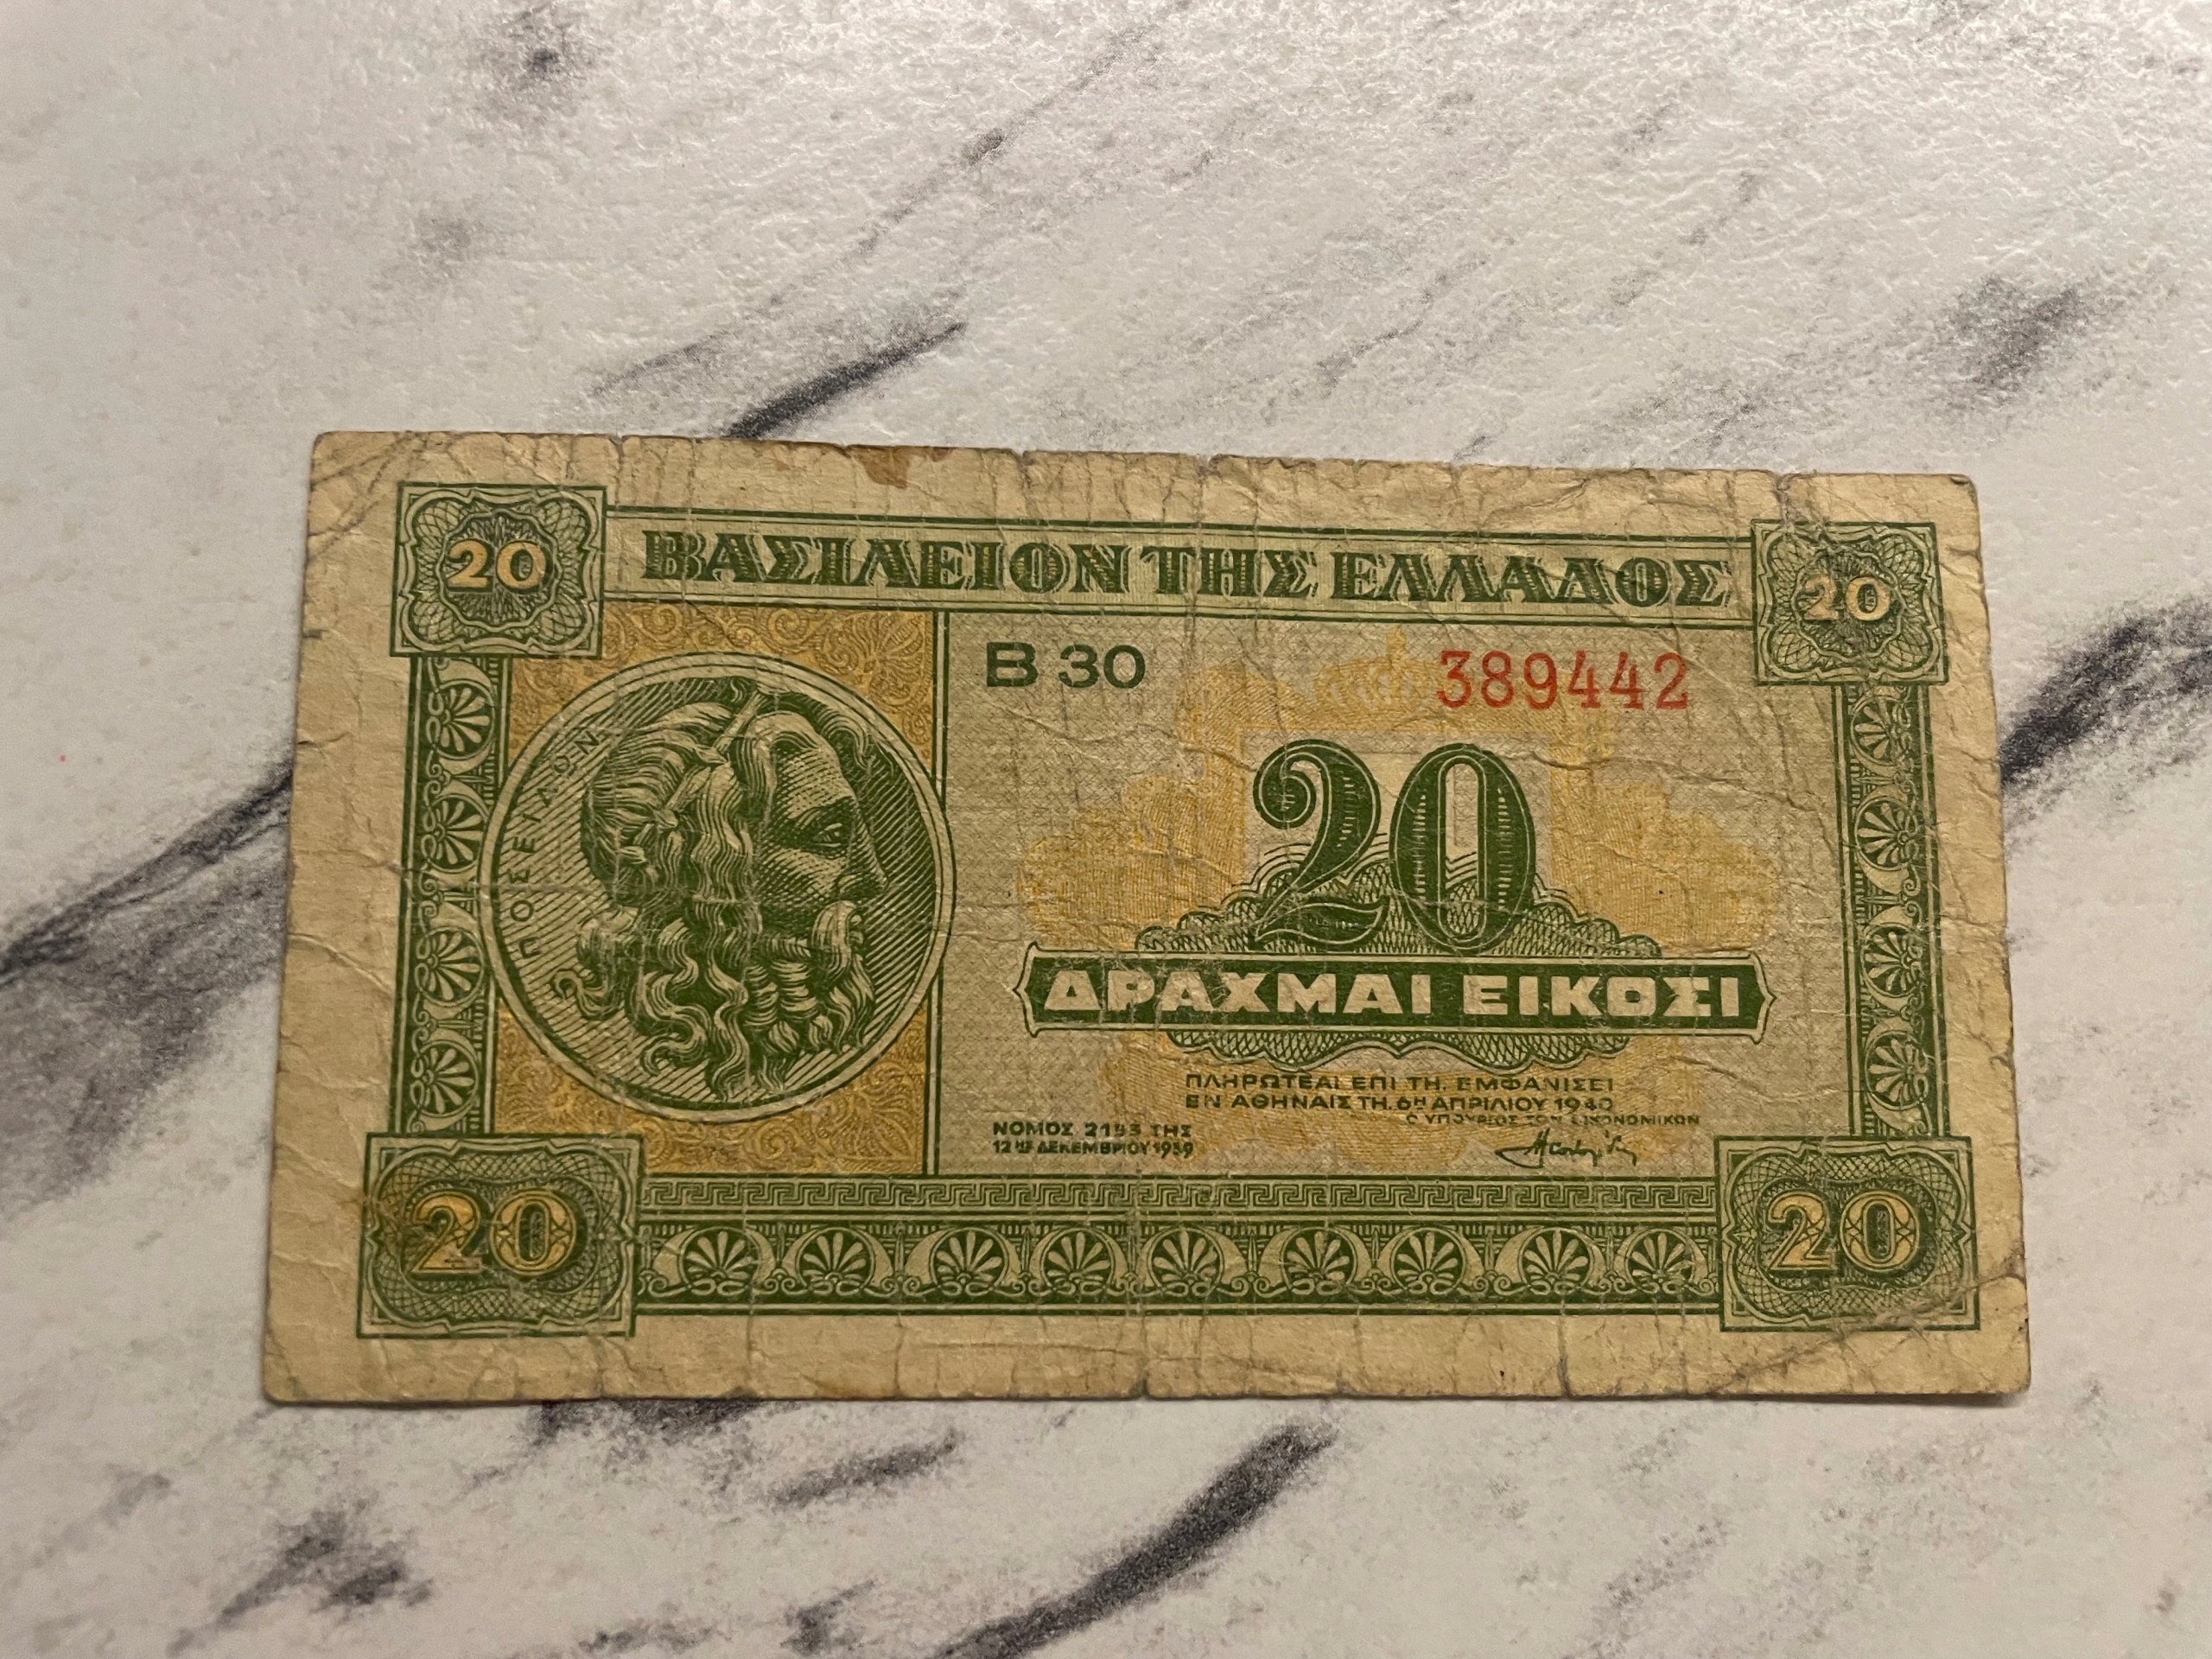 20 ΒΑΣΙΛΕΙΟΝ ΤΗΣ ΕΛΛΑΔΟΣ 20
Β 30 389442
ΠΟΣΕΙΔΩΝ
20
ΔΡΑΧΜΑΙ ΕΙΚΟΣΙ
ΠΛΗΡΩΤΕΑΙ ΕΠΙ ΤΗ. ΕΜΦΑΝΙΣΕΙ
ΕΝ ΑΘΗΝΑΙΣ ΤΗ. 6Η ΑΠΡΙΛΙΟΥ 1940
Ο ΥΠΟΥΡΓΟΣ ΤΩΝ ΟΙΚΟΝΟΜΙΚΩΝ
ΝΟΜΟΣ ΤΗΣ
12ΗΣ ΔΕΚΕΜΒΡΙΟΥ 1939
20 20